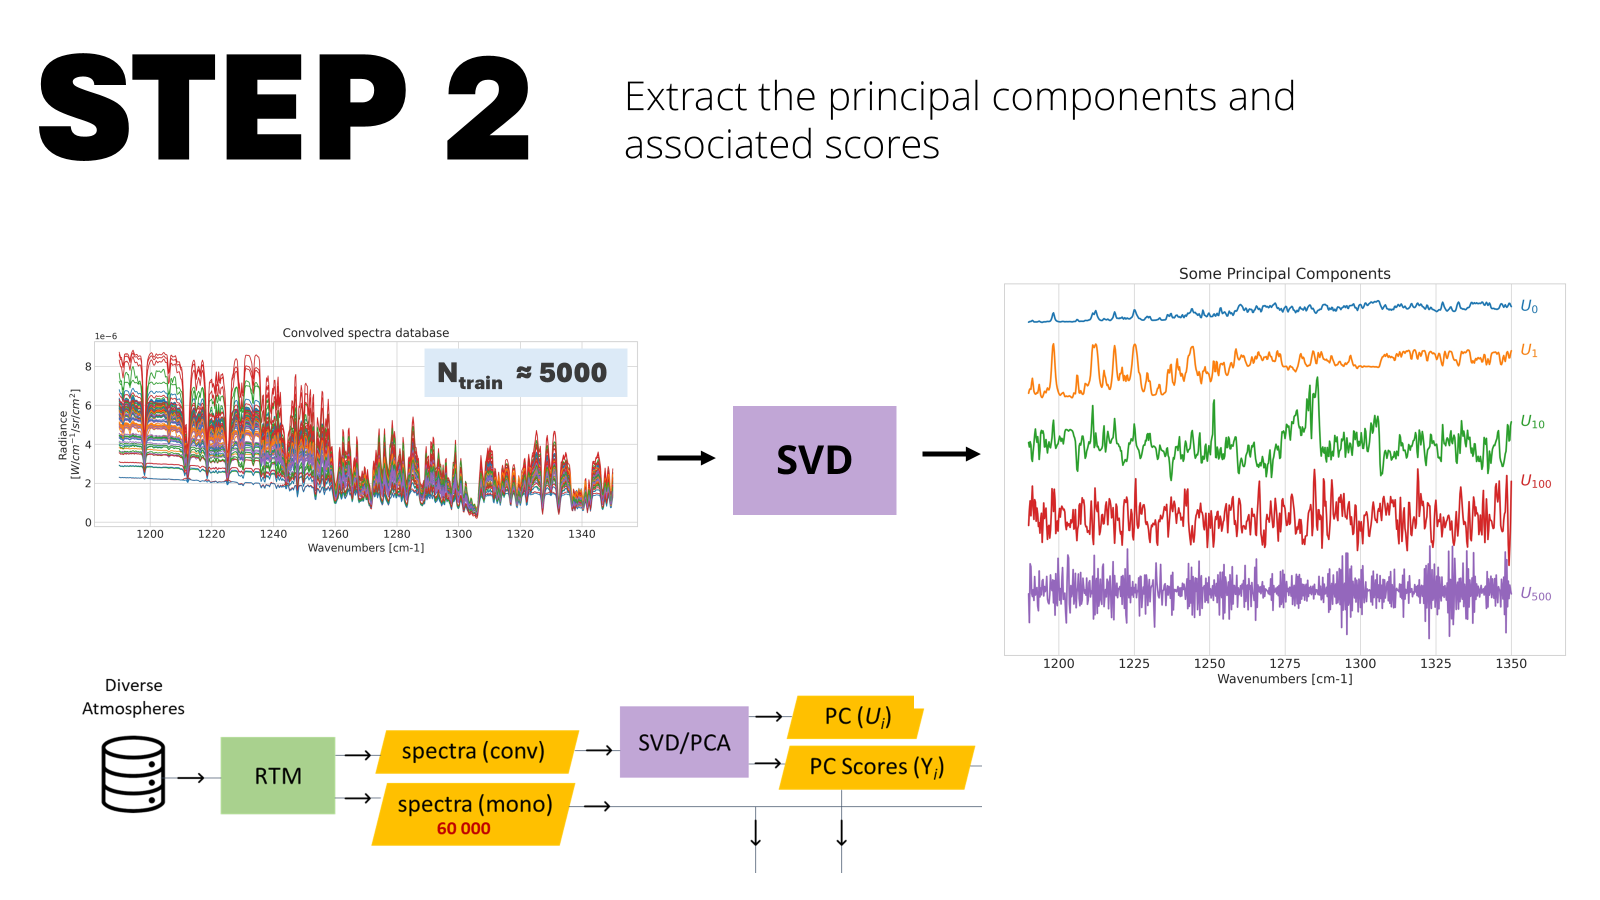 STEP 2
Extract the principal components and
associated scores
Convolved spectra database
1e−6
N_train ≈ 5000
Radiance
[W/cm⁻¹/sr/cm²]
8
6
4
2
0
1200 1220 1240 1260 1280 1300 1320 1340
Wavenumbers [cm-1]
SVD
Some Principal Components
U₀
U₁
U₁₀
U₁₀₀
U₅₀₀
1200 1225 1250 1275 1300 1325 1350
Wavenumbers [cm-1]
Diverse
Atmospheres
RTM
spectra (conv)
spectra (mono)
60 000
SVD/PCA
PC (Uᵢ)
PC Scores (Yᵢ)